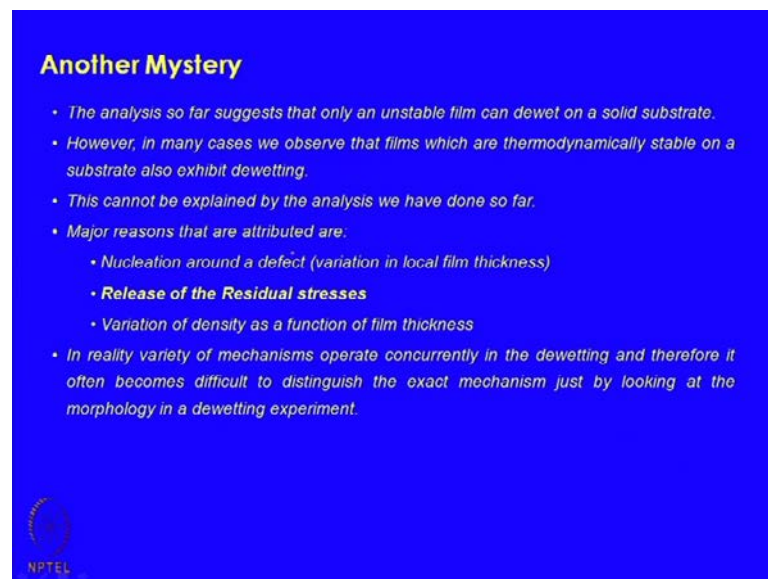 Another Mystery
• The analysis so far suggests that only an unstable film can dewet on a solid substrate.
• However, in many cases we observe that films which are thermodynamically stable on a
substrate also exhibit dewetting.
• This cannot be explained by the analysis we have done so far.
• Major reasons that are attributed are:
• Nucleation around a defect (variation in local film thickness)
• Release of the Residual stresses
• Variation of density as a function of film thickness
• In reality variety of mechanisms operate concurrently in the dewetting and therefore it
often becomes difficult to distinguish the exact mechanism just by looking at the
morphology in a dewetting experiment.
NPTEL